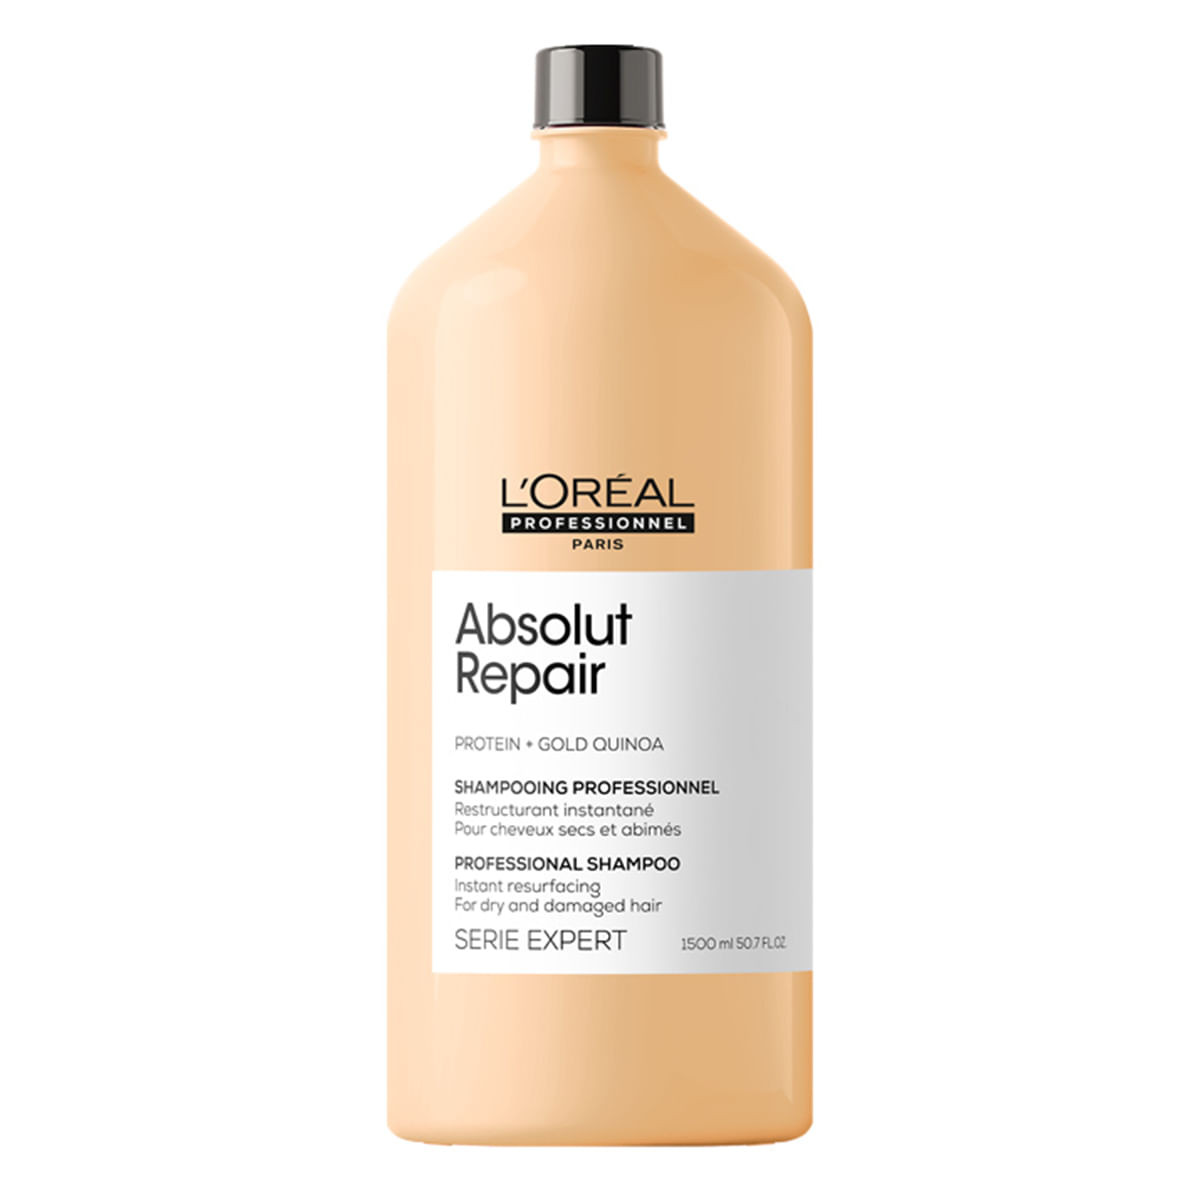 L'ORÉAL
PROFESSIONNEL
PARIS
Absolut
Repair
PROTEIN + GOLD QUINOA
SHAMPOOING PROFESSIONNEL
Restructurant instantané
Pour cheveux secs et abimés
PROFESSIONAL SHAMPOO
Instant resurfacing
For dry and damaged hair
SERIE EXPERT 1500 ml 50.7 FL.OZ.